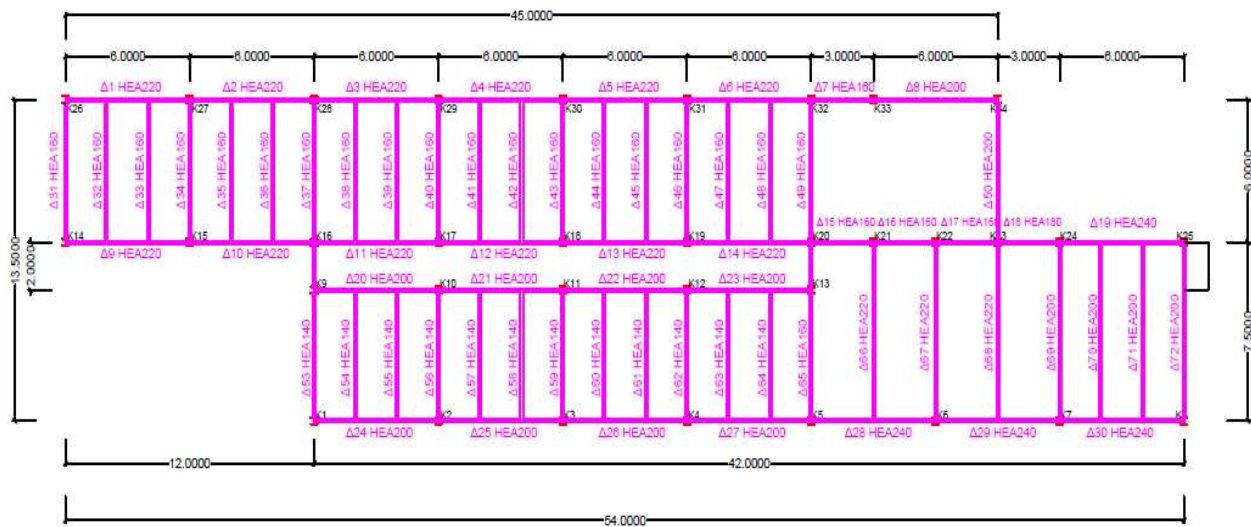 45.0000
6.0000 6.0000 6.0000 6.0000 6.0000 6.0000 3.0000 6.0000 3.0000 6.0000
Δ1 HEA220 Δ2 HEA220 Δ3 HEA220 Δ4 HEA220 Δ5 HEA220 Δ6 HEA220 Δ7 HEA160 Δ8 HEA200
K26 K27 K28 K29 K30 K31 K32 K33
Δ31 HEA160 Δ32 HEA160 Δ33 HEA160 Δ34 HEA160 Δ35 HEA160 Δ36 HEA160 Δ37 HEA160 Δ38 HEA160 Δ39 HEA160 Δ40 HEA160 Δ41 HEA160 Δ42 HEA160 Δ43 HEA160 Δ44 HEA160 Δ45 HEA160 Δ46 HEA160 Δ47 HEA160 Δ48 HEA160 Δ49 HEA160 Δ50 HEA200
6.0000
Δ15 HEA160 Δ16 HEA160 Δ17 HEA160 Δ18 HEA180 Δ19 HEA240
K14 K15 K16 K17 K18 K19 K20 K21 K22 K24 K25
Δ9 HEA220 Δ10 HEA220 Δ11 HEA220 Δ12 HEA220 Δ13 HEA220 Δ14 HEA220
13.5000
2.0000
Δ20 HEA200 Δ21 HEA200 Δ22 HEA200 Δ23 HEA200
K9 K10 K11 K12 K13
Δ53 HEA140 Δ54 HEA140 Δ55 HEA140 Δ56 HEA140 Δ57 HEA140 Δ58 HEA140 Δ59 HEA140 Δ60 HEA140 Δ61 HEA140 Δ62 HEA140 Δ63 HEA140 Δ64 HEA140 Δ65 HEA160 Δ66 HEA220 Δ67 HEA220 Δ68 HEA220 Δ69 HEA200 Δ70 HEA200 Δ71 HEA200 Δ72 HEA200
7.5000
K1 K2 K3 K4 K5 K6 K7
Δ24 HEA200 Δ25 HEA200 Δ26 HEA200 Δ27 HEA200 Δ28 HEA240 Δ29 HEA240 Δ30 HEA240
12.0000 42.0000
54.0000